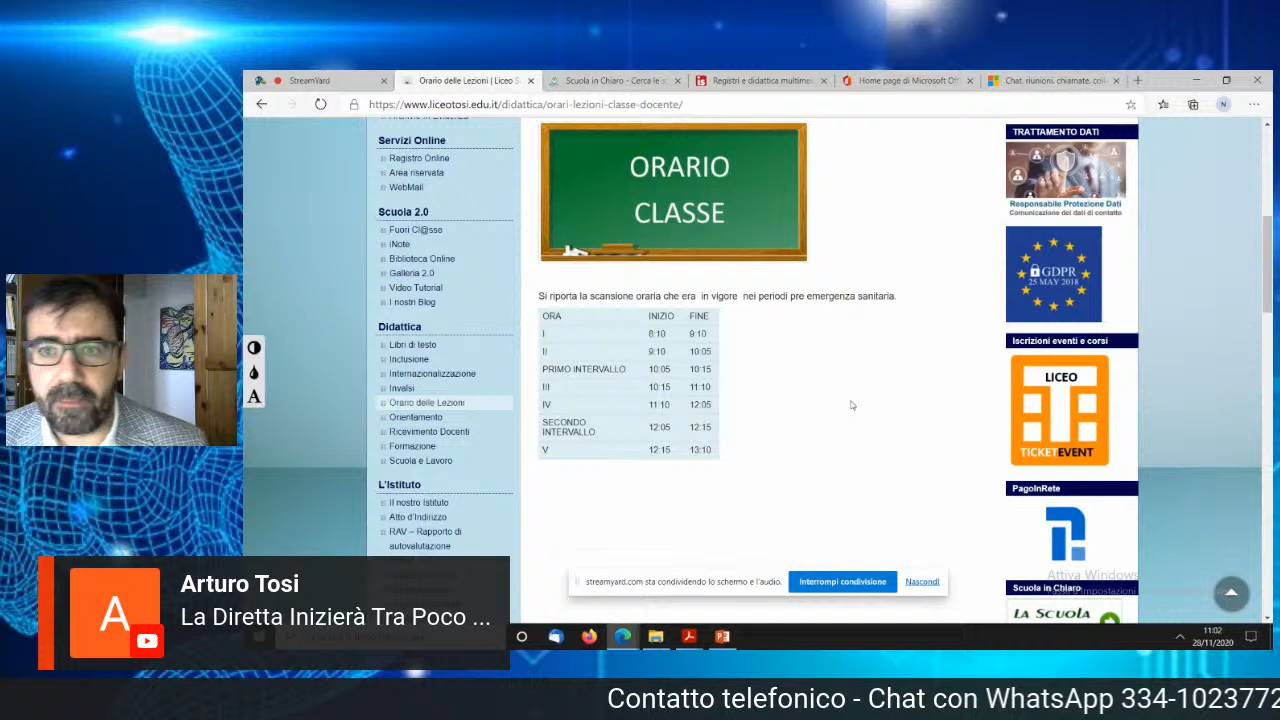 StreamYard
Orario delle Lezioni | Liceo S
Scuola in Chiaro - Cerca le s
Registri e didattica multime
Home page di Microsoft Off
Chat, riunioni, chiamate, coll
https://www.liceotosi.edu.it/didattica/orari-lezioni-classe-docente/
Servizi Online
Registro Online
Area riservata
WebMail
Scuola 2.0
Fuori Cl@sse
iNote
Biblioteca Online
Galleria 2.0
Video Tutorial
I nostri Blog
Didattica
Libri di testo
Inclusione
Internazionalizzazione
Invalsi
Orario delle Lezioni
Orientamento
Ricevimento Docenti
Formazione
Scuola e Lavoro
L'Istituto
Il nostro Istituto
Atto d'Indirizzo
RAV – Rapporto di
autovalutazione
ORARIO
CLASSE
Si riporta la scansione oraria che era in vigore nei periodi pre emergenza sanitaria.
ORA INIZIO FINE
I 8:10 9:10
II 9:10 10:05
PRIMO INTERVALLO 10:05 10:15
III 10:15 11:10
IV 11:10 12:05
SECONDO
INTERVALLO 12:05 12:15
V 12:15 13:10
TRATTAMENTO DATI
Responsabile Protezione Dati
Comunicazione dei dati di contatto
GDPR
25 MAY 2018
Iscrizioni eventi e corsi
LICEO
TICKETEVENT
PagoInRete
Attiva Windows
Scuola in Chiaro
LA SCUOLA
streamyard.com sta condividendo lo schermo e l'audio.
Interrompi condivisione
Nascondi
11:02
28/11/2020
A
Arturo Tosi
La Diretta Inizierà Tra Poco ...
Contatto telefonico - Chat con WhatsApp 334-1023772